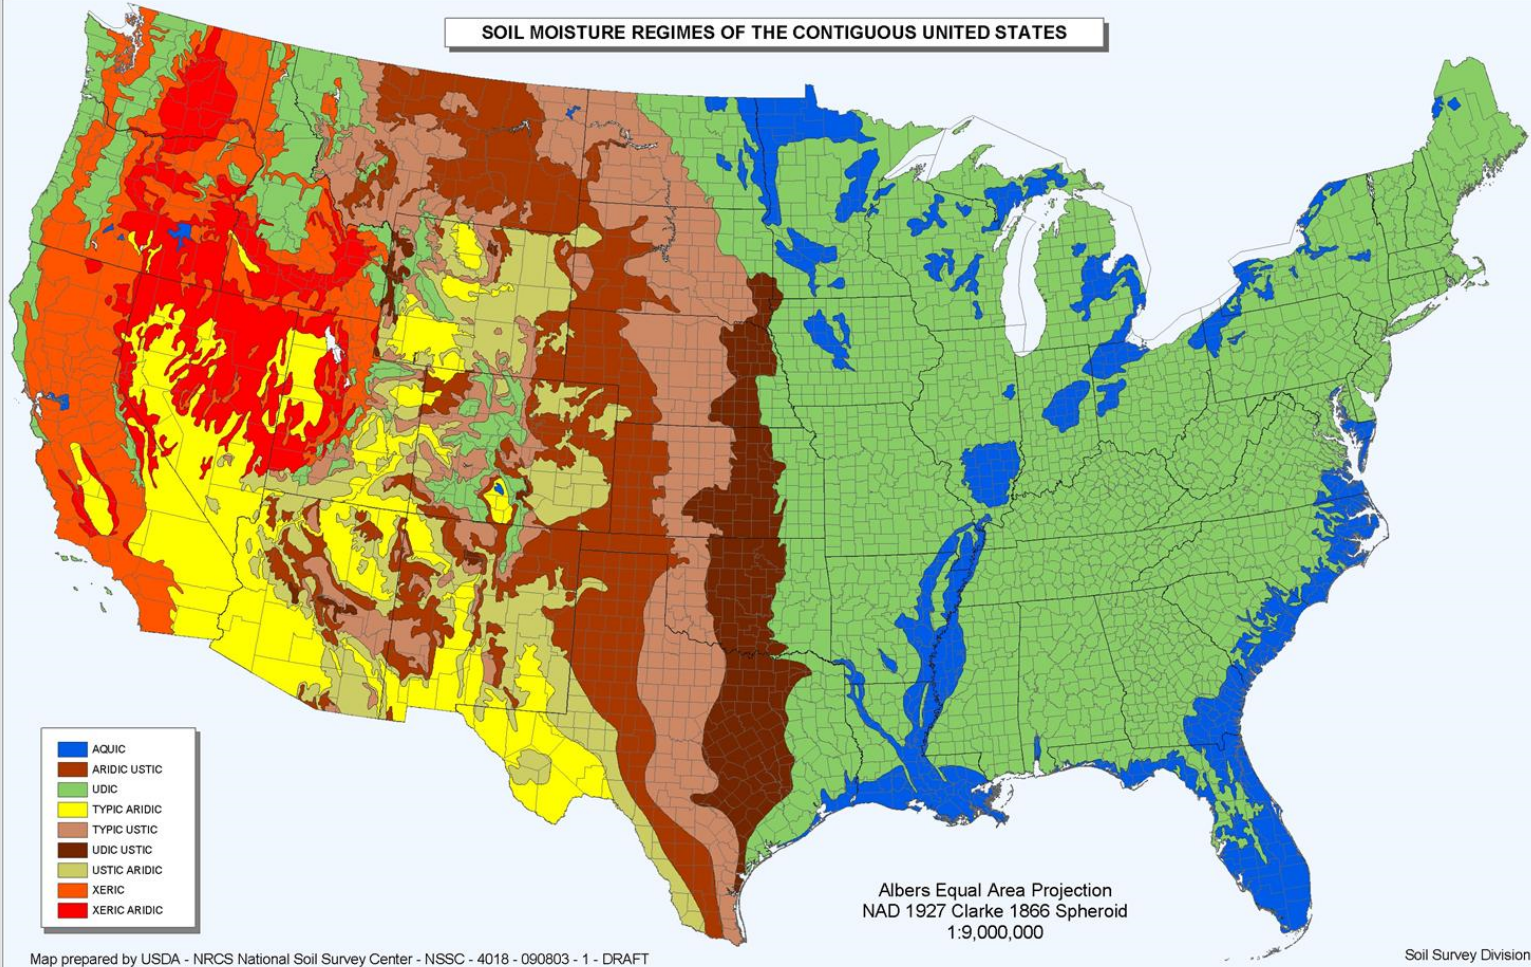 SOIL MOISTURE REGIMES OF THE CONTIGUOUS UNITED STATES
AQUIC
ARIDIC USTIC
UDIC
TYPIC ARIDIC
TYPIC USTIC
UDIC USTIC
USTIC ARIDIC
XERIC
XERIC ARIDIC
Albers Equal Area Projection
NAD 1927 Clarke 1866 Spheroid
1:9,000,000
Map prepared by USDA - NRCS National Soil Survey Center - NSSC - 4018 - 090803 - 1 - DRAFT
Soil Survey Division